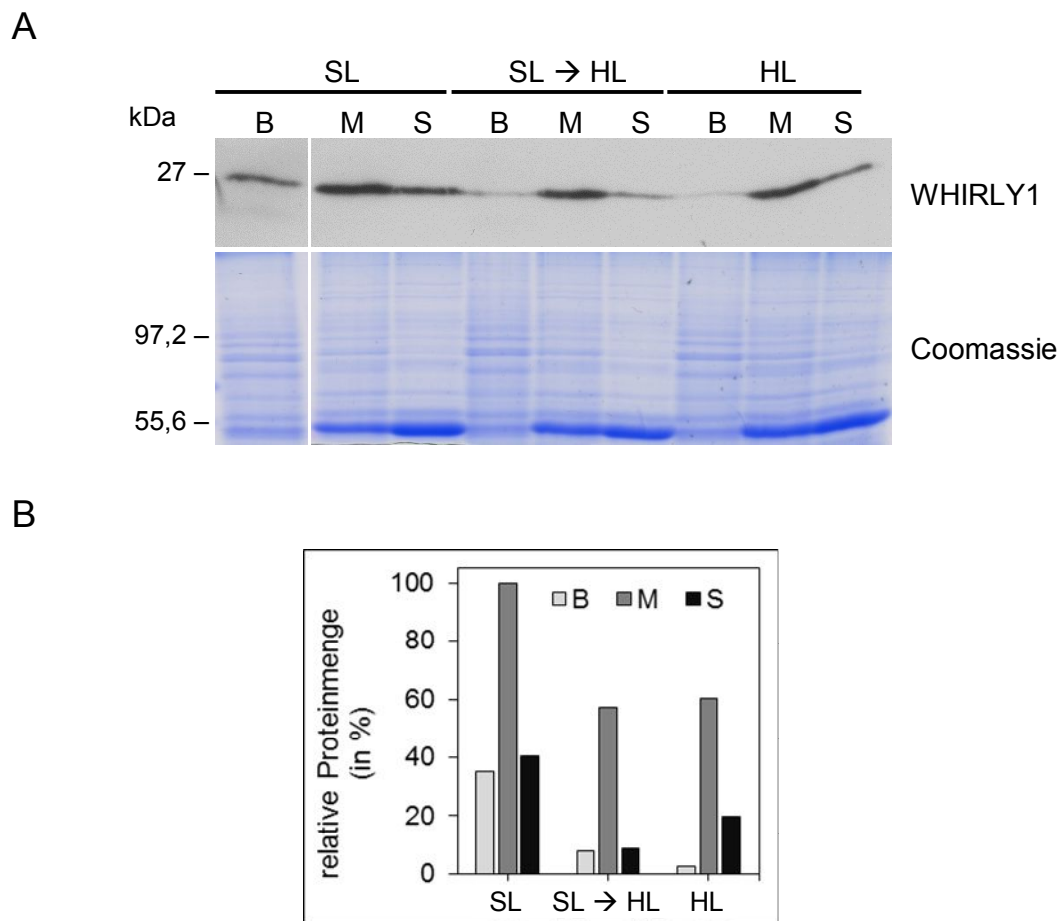 A
SL SL → HL HL
kDa B M S B M S B M S
27 –
WHIRLY1
97,2 –
Coomassie
55,6 –
B
100
80
60
40
20
0
B M S
relative Proteinmenge
(in %)
SL SL → HL HL